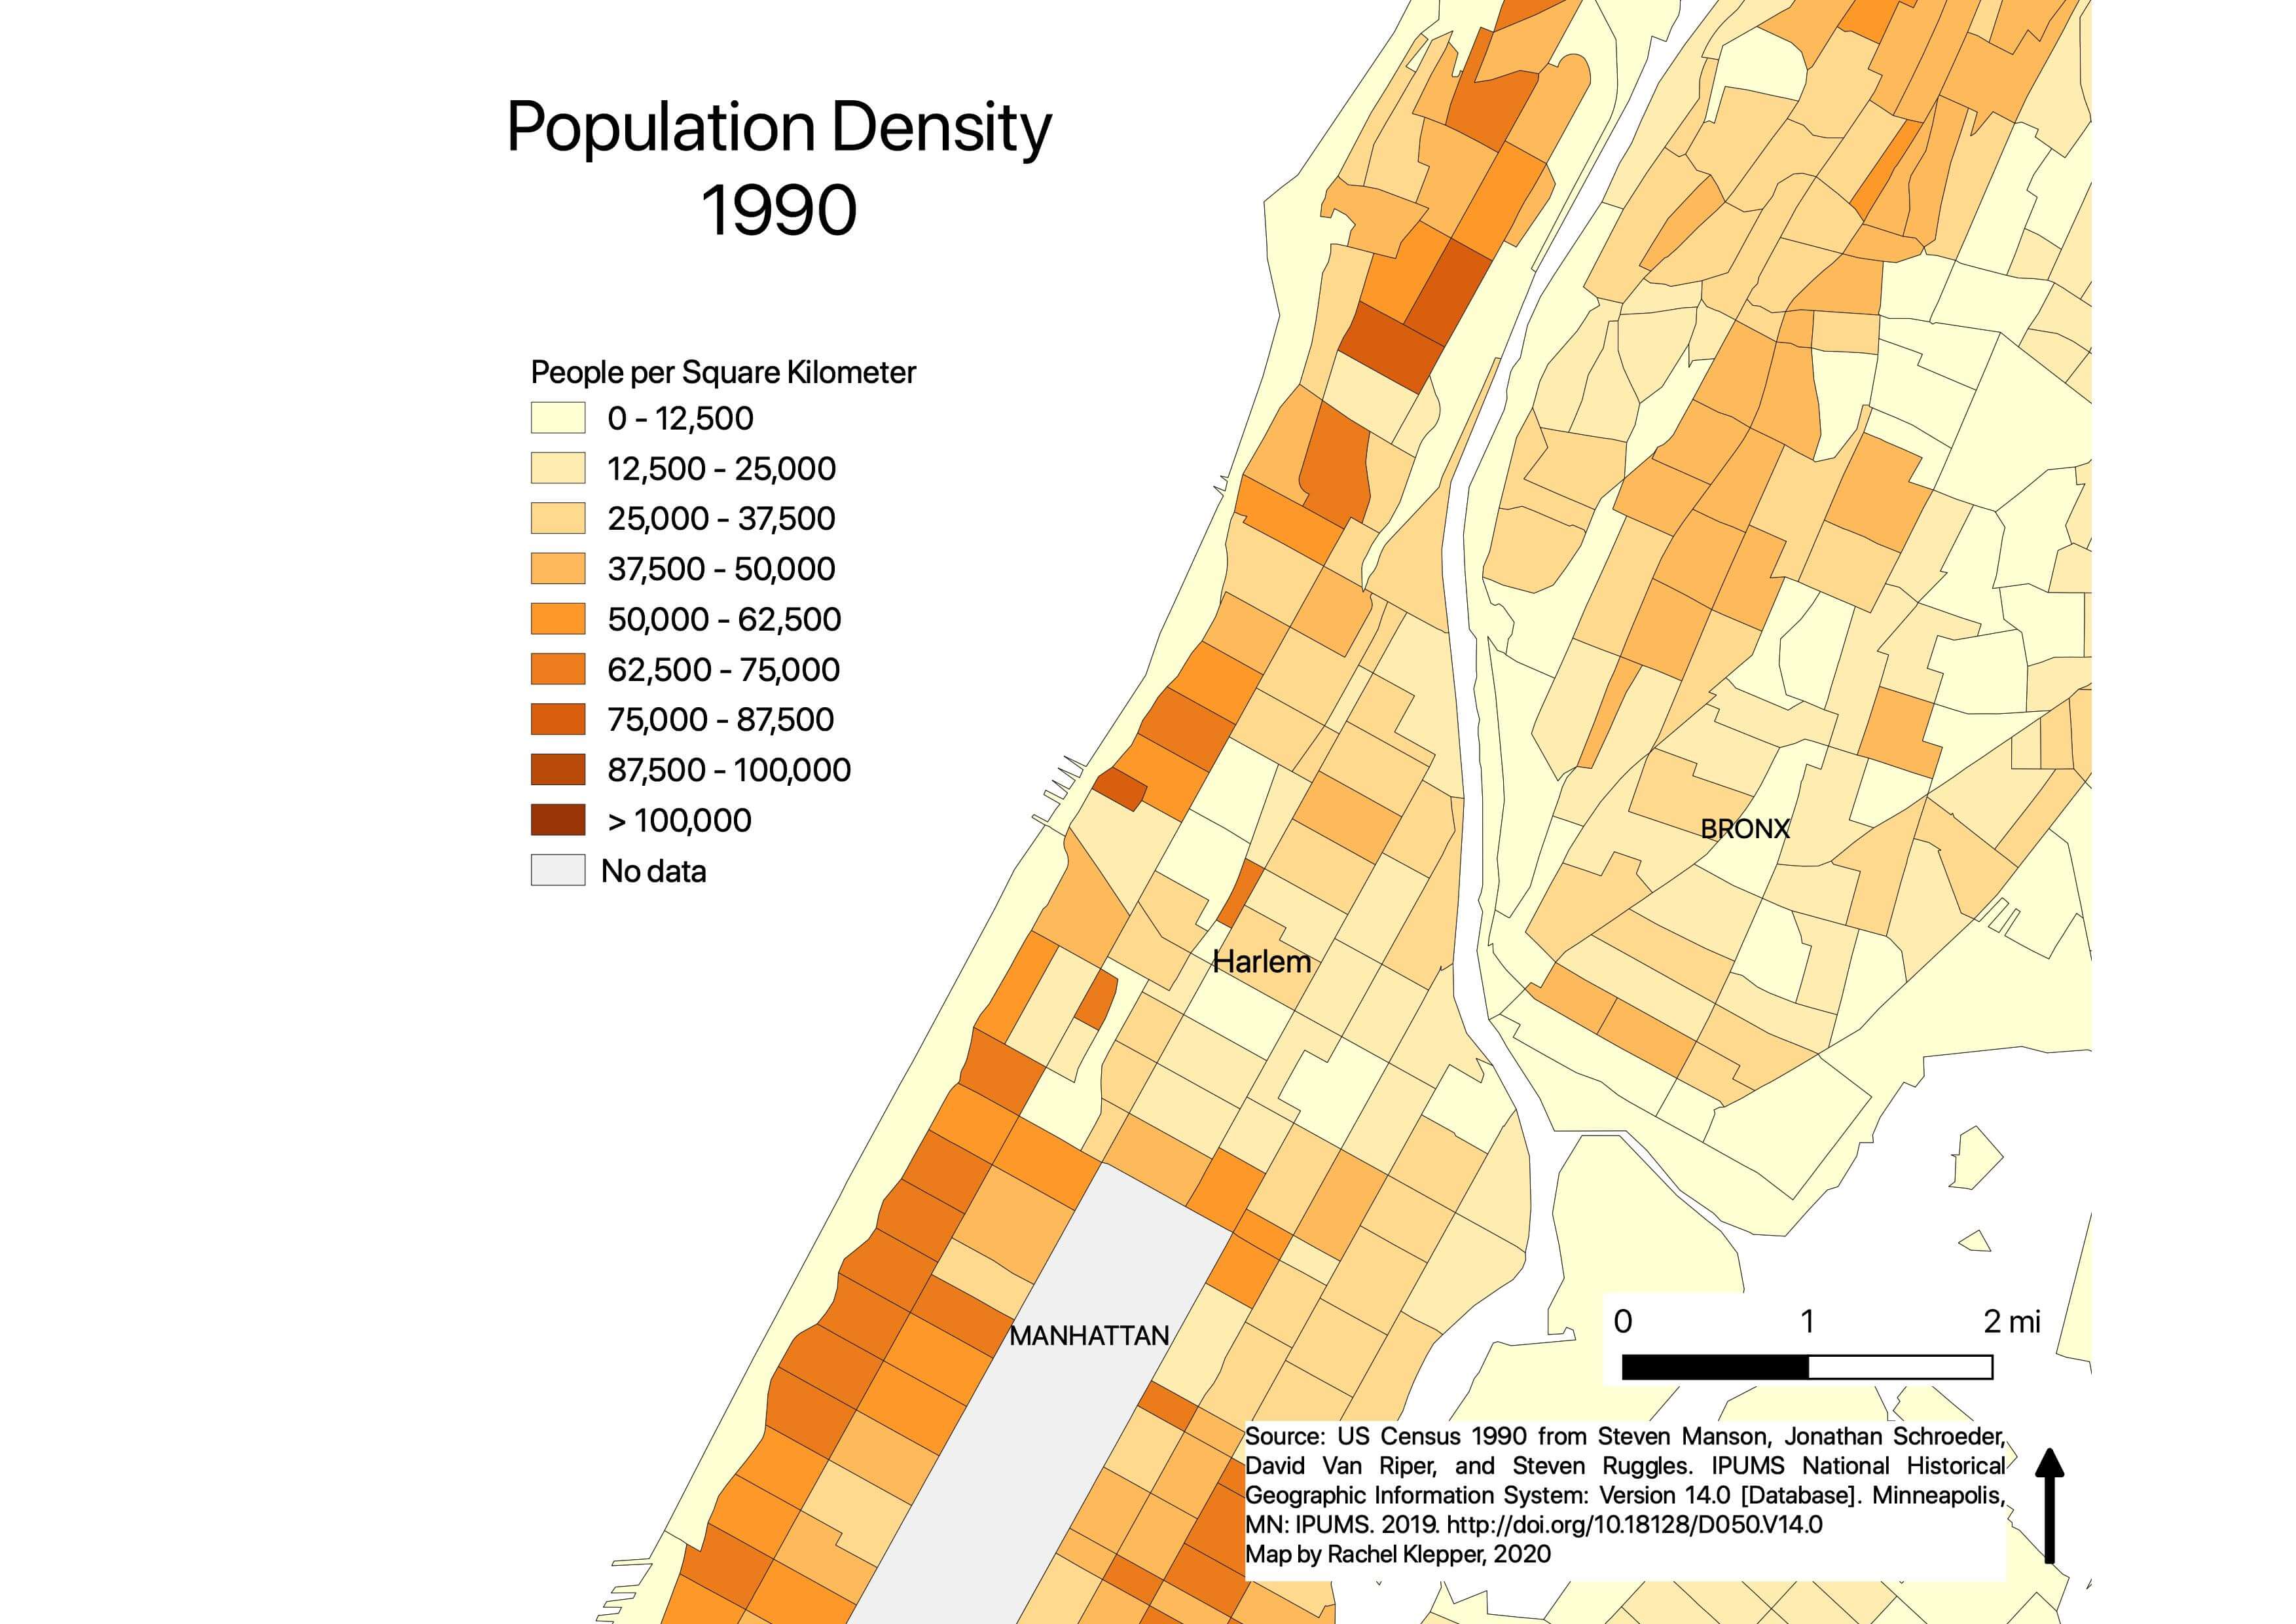 Population Density
1990
People per Square Kilometer
0 - 12,500
12,500 - 25,000
25,000 - 37,500
37,500 - 50,000
50,000 - 62,500
62,500 - 75,000
75,000 - 87,500
87,500 - 100,000
> 100,000
No data
BRONX
Harlem
MANHATTAN
0 1 2 mi
Source: US Census 1990 from Steven Manson, Jonathan Schroeder,
David Van Riper, and Steven Ruggles. IPUMS National Historical
Geographic Information System: Version 14.0 [Database]. Minneapolis,
MN: IPUMS. 2019. http://doi.org/10.18128/D050.V14.0
Map by Rachel Klepper, 2020